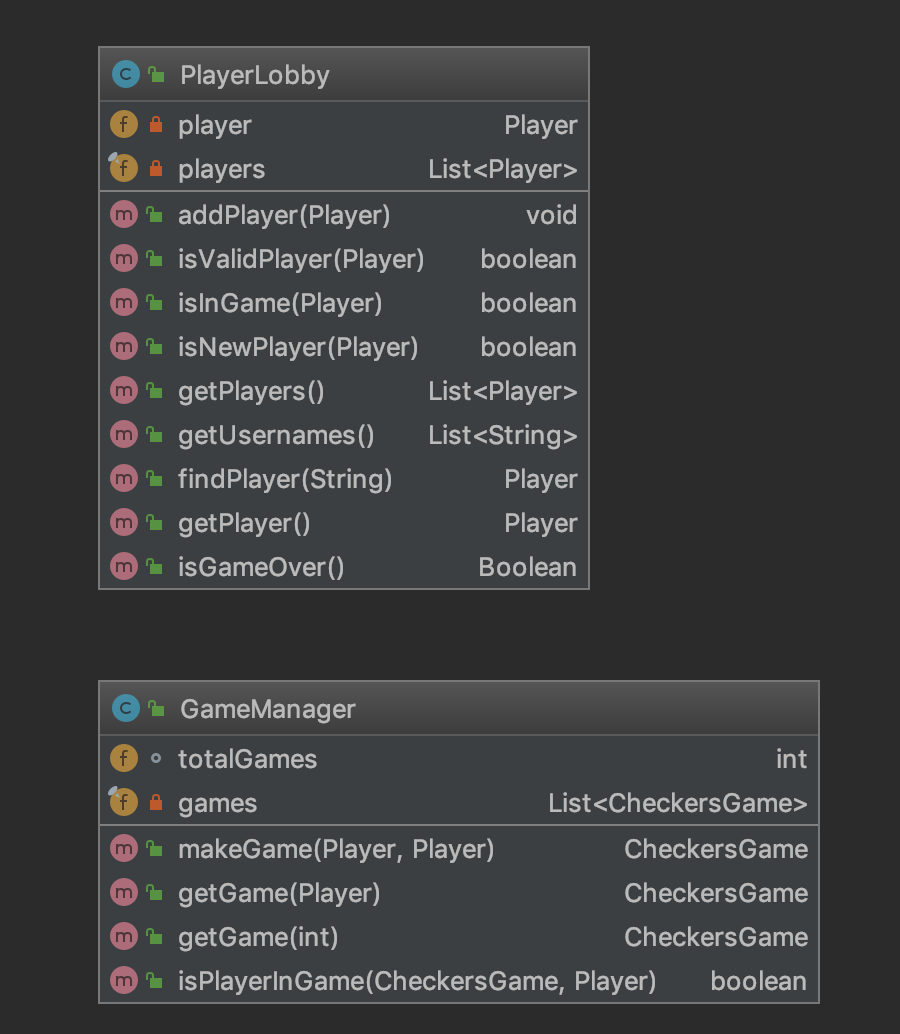 C PlayerLobby
f player Player
f players List<Player>
m addPlayer(Player) void
m isValidPlayer(Player) boolean
m isInGame(Player) boolean
m isNewPlayer(Player) boolean
m getPlayers() List<Player>
m getUsernames() List<String>
m findPlayer(String) Player
m getPlayer() Player
m isGameOver() Boolean
C GameManager
f totalGames int
f games List<CheckersGame>
m makeGame(Player, Player) CheckersGame
m getGame(Player) CheckersGame
m getGame(int) CheckersGame
m isPlayerInGame(CheckersGame, Player) boolean